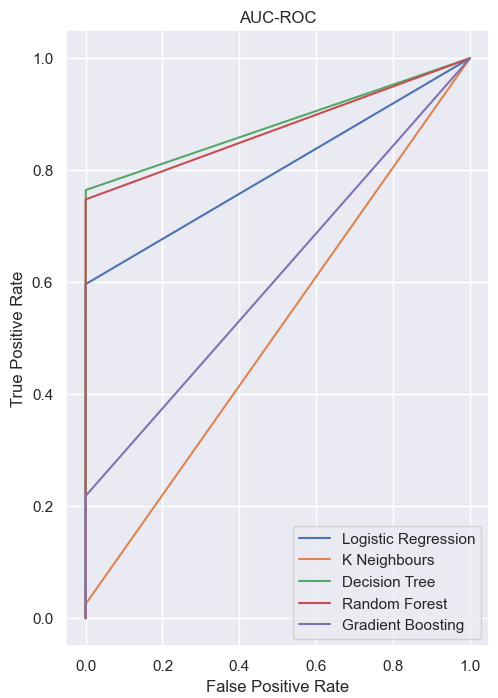 AUC-ROC
True Positive Rate
1.0
0.8
0.6
0.4
0.2
0.0
Logistic Regression
K Neighbours
Decision Tree
Random Forest
Gradient Boosting
0.0 0.2 0.4 0.6 0.8 1.0
False Positive Rate